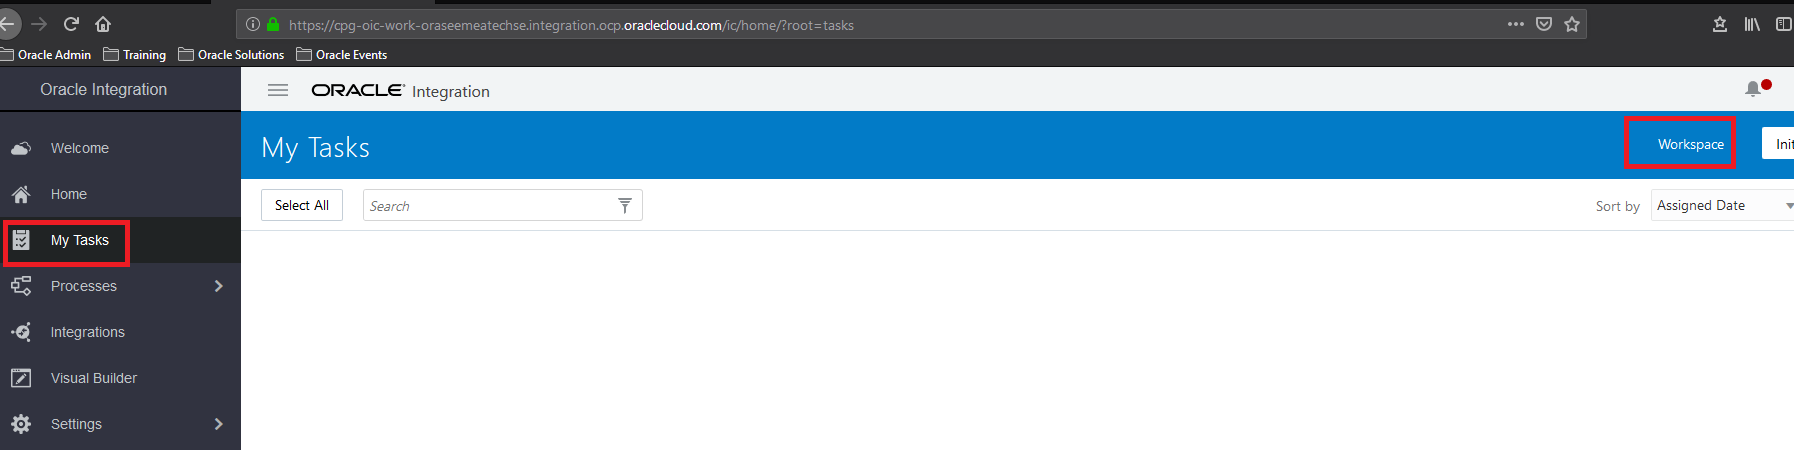 https://cpg-oic-work-oraseemeatechse.integration.ocp.oraclecloud.com/ic/home/?root=tasks
Oracle Admin Training Oracle Solutions Oracle Events
Oracle Integration
ORACLE Integration
Welcome
Home
My Tasks
Processes
Integrations
Visual Builder
Settings
My Tasks
Workspace
Init
Select All
Search
Sort by
Assigned Date